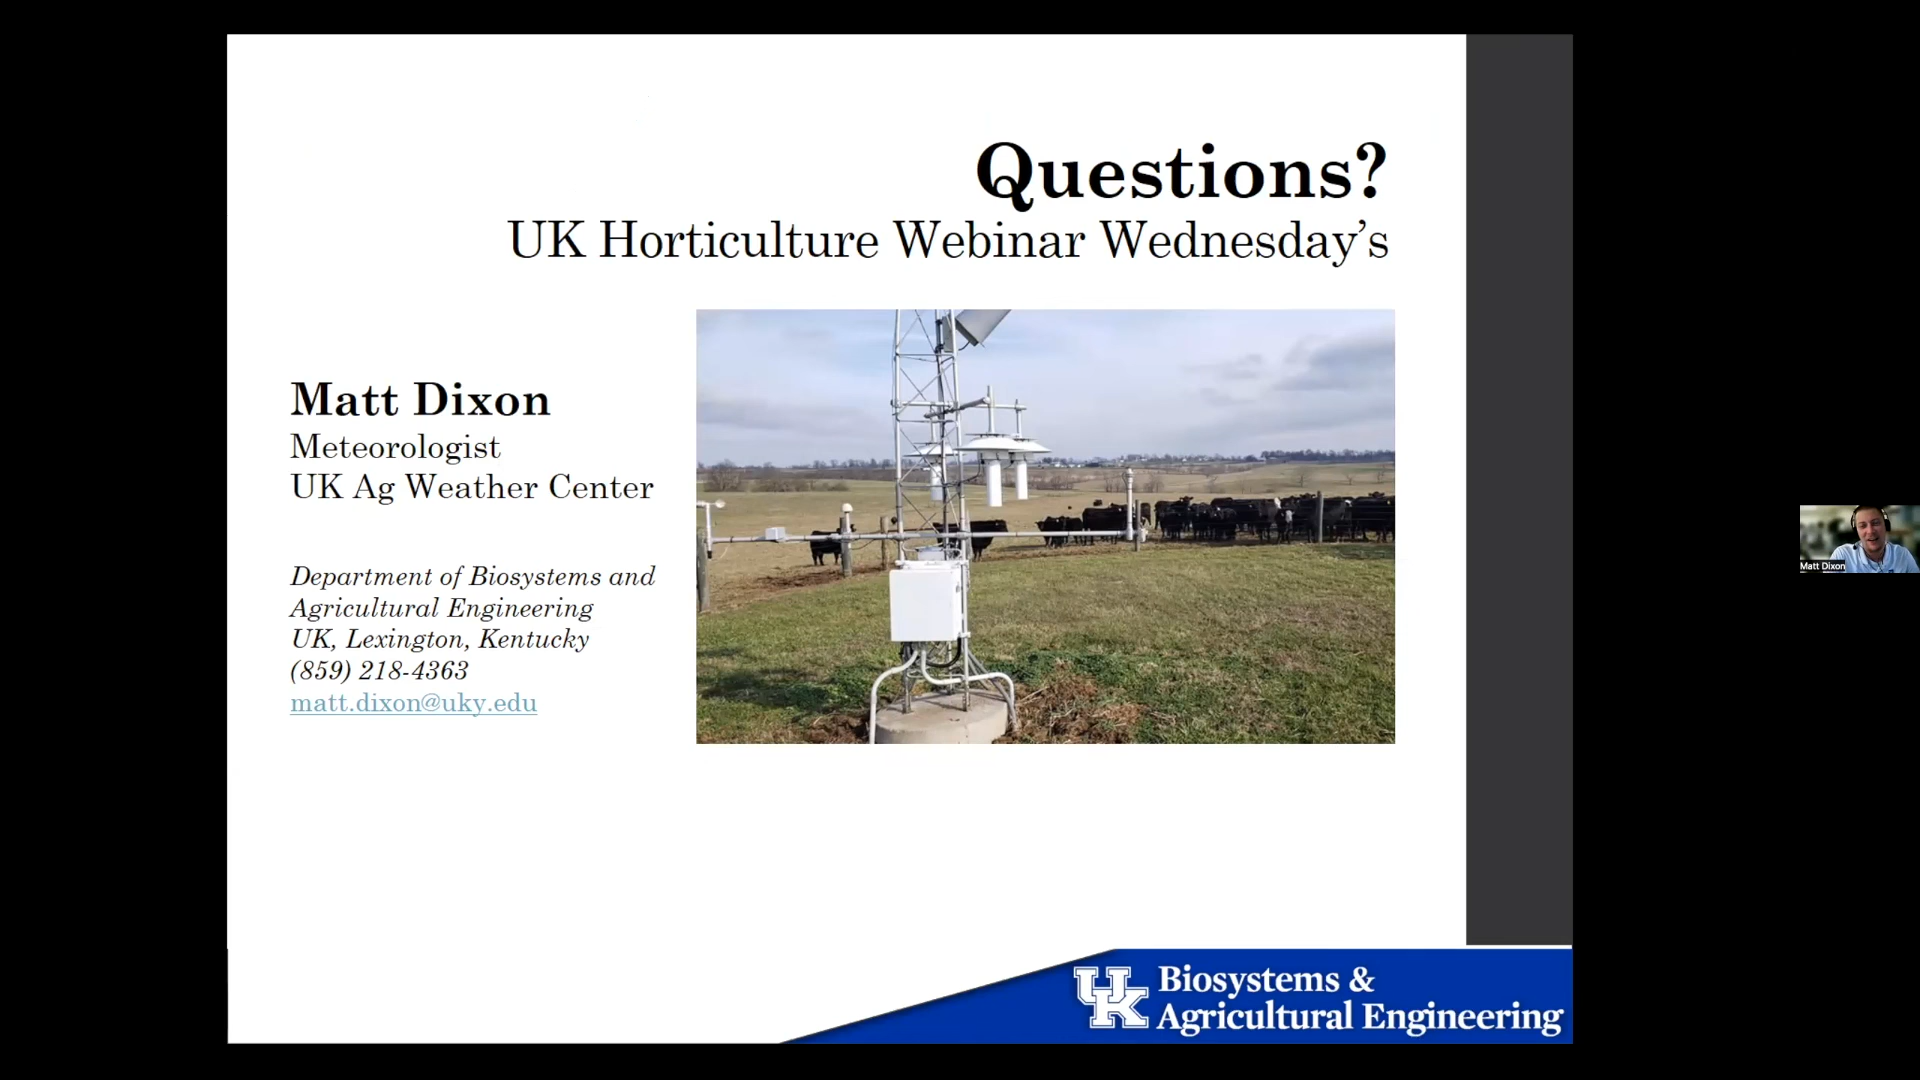 Questions?
UK Horticulture Webinar Wednesday's
Matt Dixon
Meteorologist
UK Ag Weather Center
Department of Biosystems and
Agricultural Engineering
UK, Lexington, Kentucky
(859) 218-4363
matt.dixon@uky.edu
Matt Dixon
UK Biosystems &
Agricultural Engineering